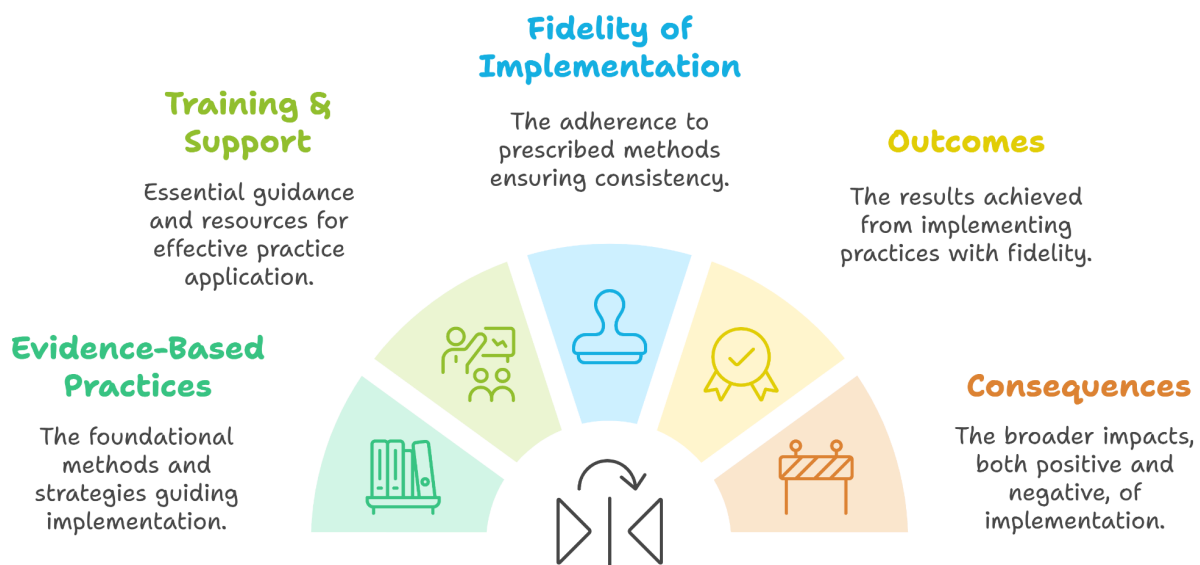 Fidelity of
Implementation
The adherence to
prescribed methods
ensuring consistency.
Training &
Support
Essential guidance
and resources for
effective practice
application.
Outcomes
The results achieved
from implementing
practices with fidelity.
Evidence-Based
Practices
The foundational
methods and
strategies guiding
implementation.
Consequences
The broader impacts,
both positive and
negative, of
implementation.